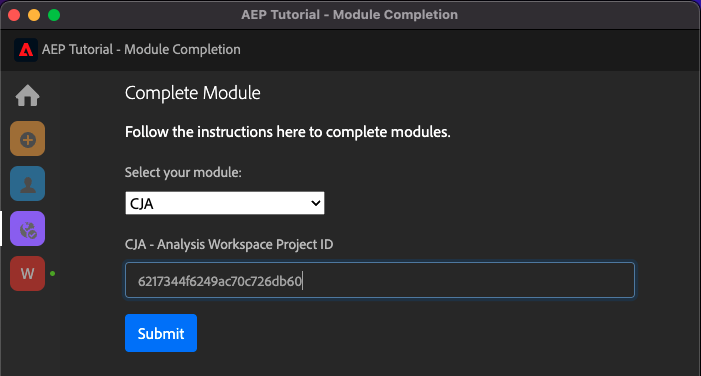 AEP Tutorial - Module Completion
AEP Tutorial - Module Completion
Complete Module
Follow the instructions here to complete modules.
Select your module:
CJA
CJA - Analysis Workspace Project ID
6217344f6249ac70c726db60
W
Submit